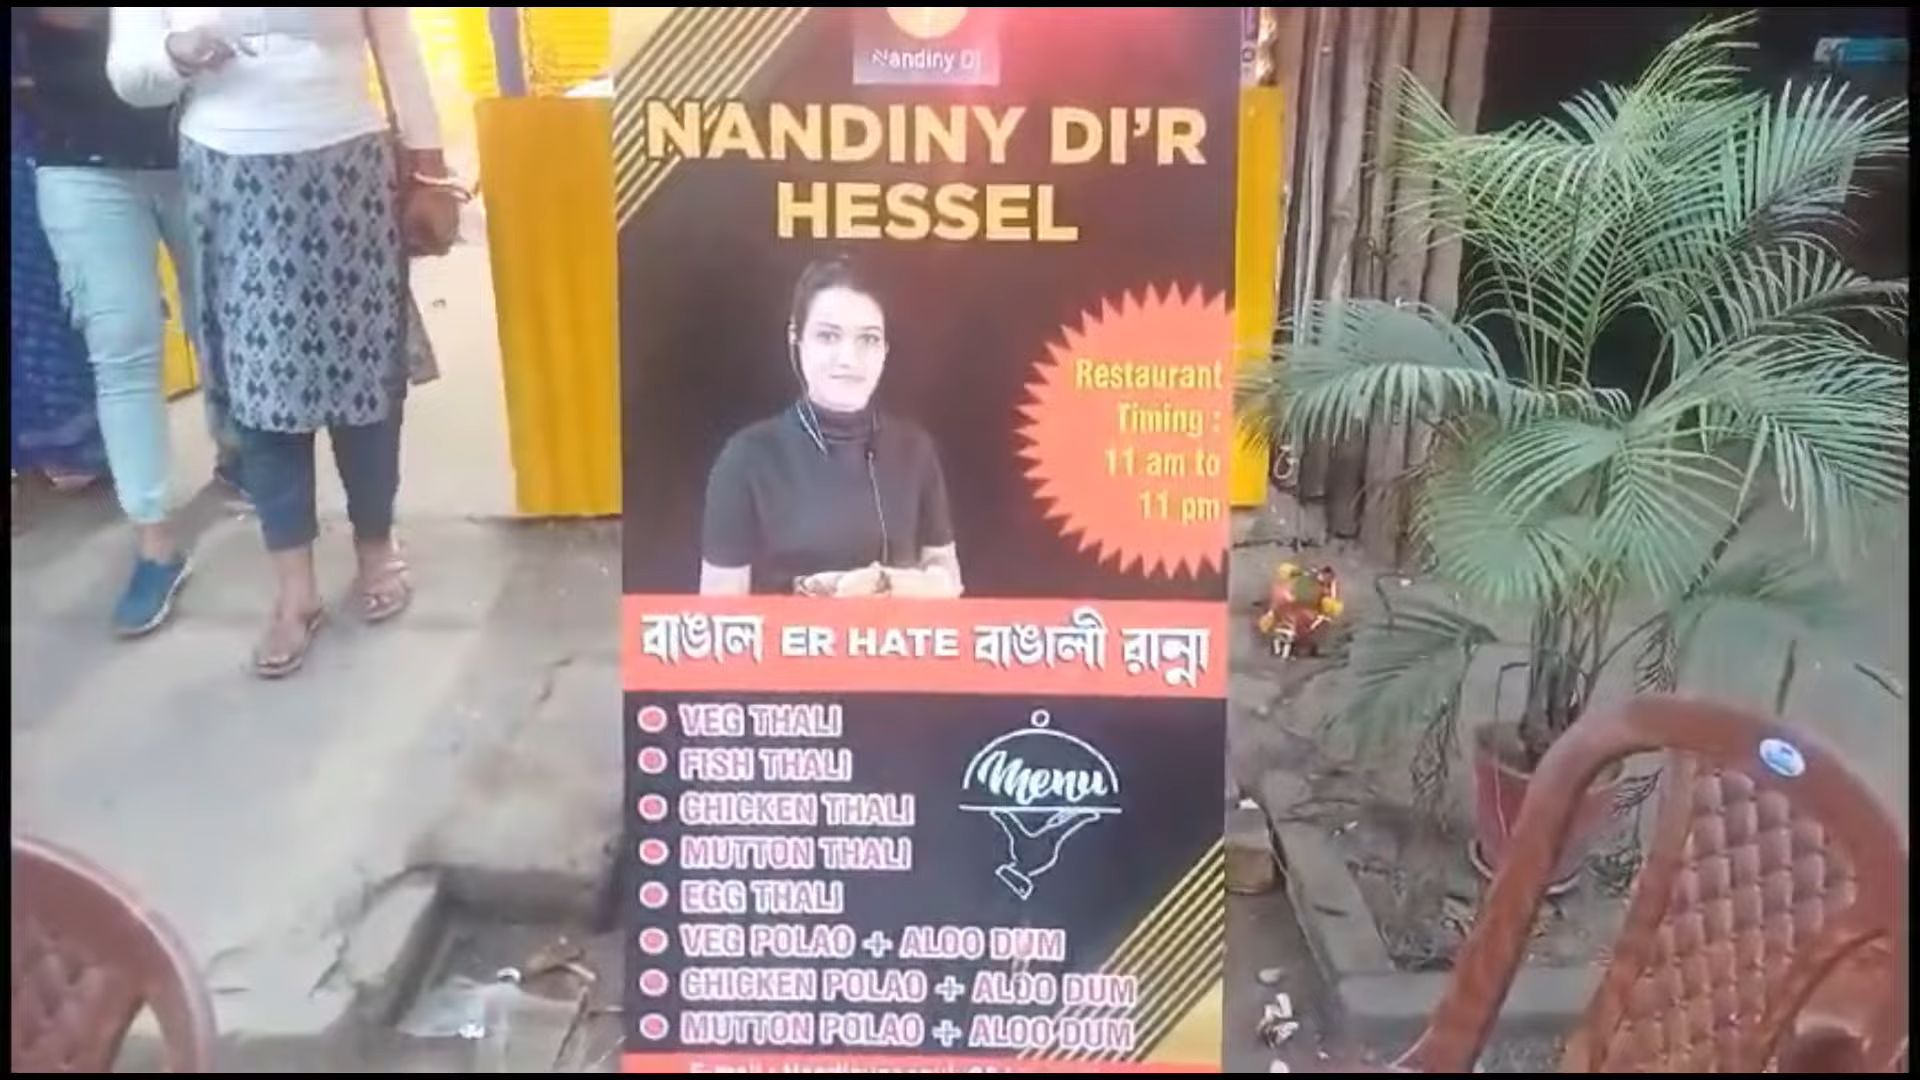 Nandiny Di
NANDINY DI'R
HESSEL
Restaurant
Timing :
11 am to
11 pm
বাঙাল ER HATE বাঙালী রান্না
VEG THALI
FISH THALI
CHICKEN THALI
MUTTON THALI
EGG THALI
VEG POLAO + ALOO DUM
CHICKEN POLAO + ALOO DUM
MUTTON POLAO + ALOO DUM
Menu